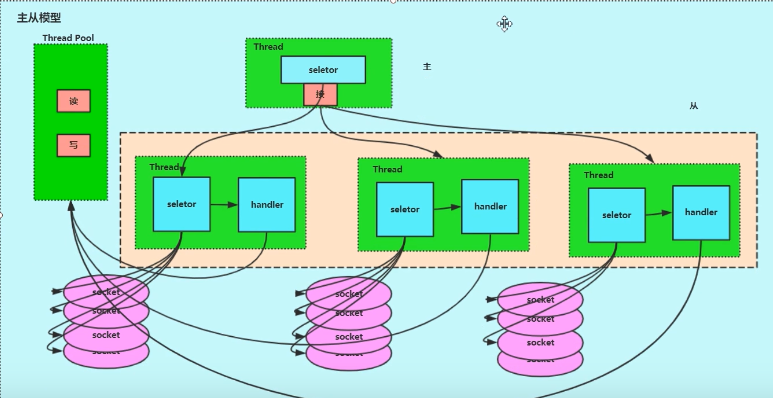 主从模型
Thread Pool
读
写
Thread
seletor
接
主
从
Thread
seletor
handler
Thread
seletor
handler
Thread
seletor
handler
socket
socket
socket
socket
socket
socket
socket
socket
socket
socket
socket
socket